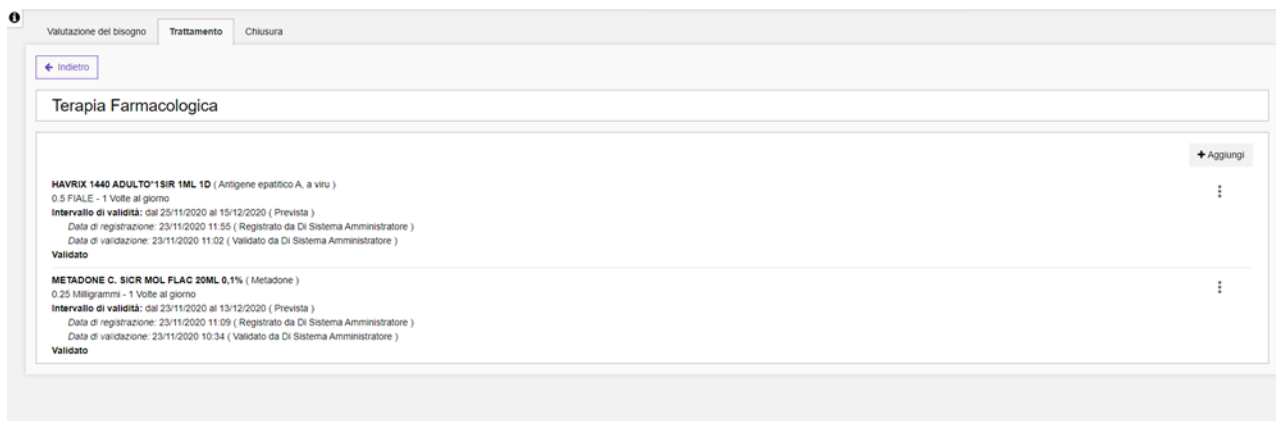 Valutazione del bisogno Trattamento Chiusura
← Indietro
Terapia Farmacologica
+ Aggiungi
HAVRIX 1440 ADULTO*1SIR 1ML 1D ( Antigene epatitico A, a viru )
0.5 FIALE - 1 Volte al giorno
Intervallo di validità: dal 25/11/2020 al 15/12/2020 ( Prevista )
Data di registrazione: 23/11/2020 11:55 ( Registrato da Di Sistema Amministratore )
Data di validazione: 23/11/2020 11:02 ( Validato da Di Sistema Amministratore )
Validato
METADONE C. SICR MOL FLAC 20ML 0,1% ( Metadone )
0.25 Milligrammi - 1 Volte al giorno
Intervallo di validità: dal 23/11/2020 al 13/12/2020 ( Prevista )
Data di registrazione: 23/11/2020 11:09 ( Registrato da Di Sistema Amministratore )
Data di validazione: 23/11/2020 10:34 ( Validato da Di Sistema Amministratore )
Validato